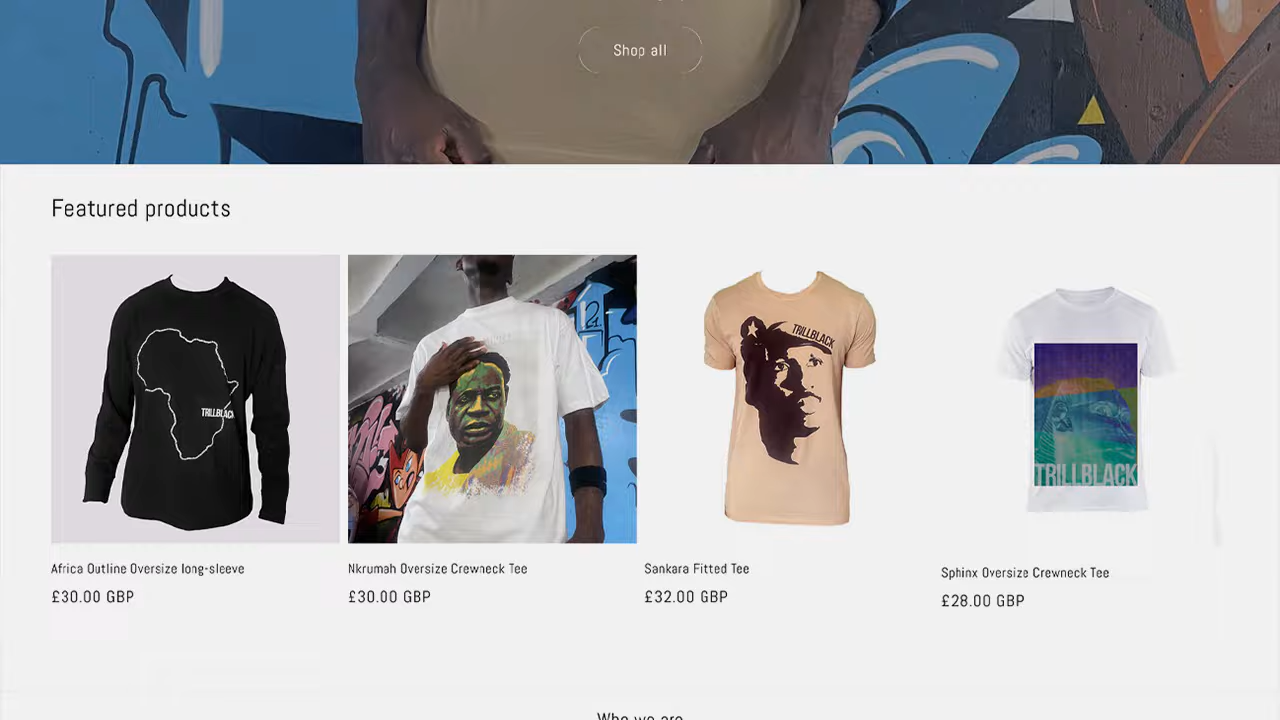 Shop all
Featured products
TRILLBLACK
TRILLBLACK
TRILLBLACK
Africa Outline Oversize long-sleeve
£30.00 GBP
Nkrumah Oversize Crewneck Tee
£30.00 GBP
Sankara Fitted Tee
£32.00 GBP
Sphinx Oversize Crewneck Tee
£28.00 GBP
Who we are